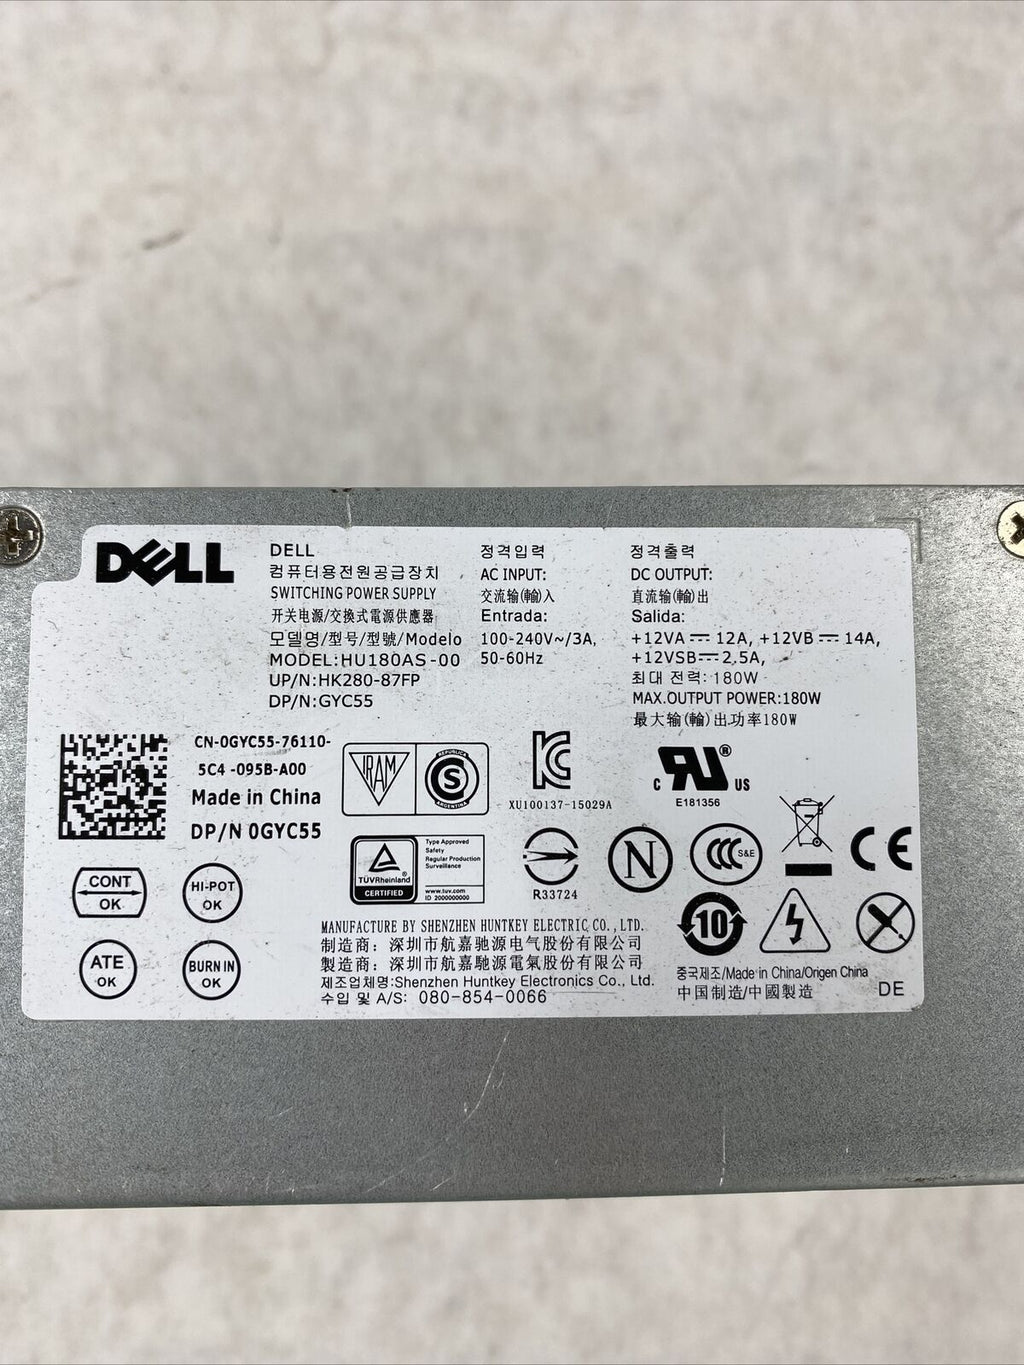 DELL
DELL
컴퓨터용전원공급장치
SWITCHING POWER SUPPLY
开关电源/交換式電源供應器
모델명/型号/型號/Modelo
MODEL:HU180AS-00
UP/N:HK280-87FP
DP/N:GYC55
정격입력
AC INPUT:
交流输(輸)入
Entrada:
100-240V~/3A,
50-60Hz
정격출력
DC OUTPUT:
直流输(輸)出
Salida:
+12VA ⎓ 12A, +12VB ⎓ 14A,
+12VSB⎓2.5A,
최대 전력: 180W
MAX.OUTPUT POWER:180W
最大输(輸)出功率180W
CN-0GYC55-76110-
5C4 -095B-A00
Made in China
DP/N 0GYC55
IRAM
REPUBLICA
S
ARGENTINA
KC
XU100137-15029A
c RU® US
E181356
CONT
OK
HI-POT
OK
ATE
OK
BURN IN
OK
TÜVRheinland®
CERTIFIED
Type Approved
Safety
Regular Production
Surveillance
www.tuv.com
ID 2000000000
R33724
N
CCC S&E
CE
10
MANUFACTURE BY SHENZHEN HUNTKEY ELECTRIC CO., LTD.
制造商：深圳市航嘉驰源电气股份有限公司
製造商：深圳市航嘉馳源電氣股份有限公司
제조업체명:Shenzhen Huntkey Electronics Co., Ltd.
수입 및 A/S: 080-854-0066
중국제조/Made in China/Origen China
中国制造/中國製造
DE